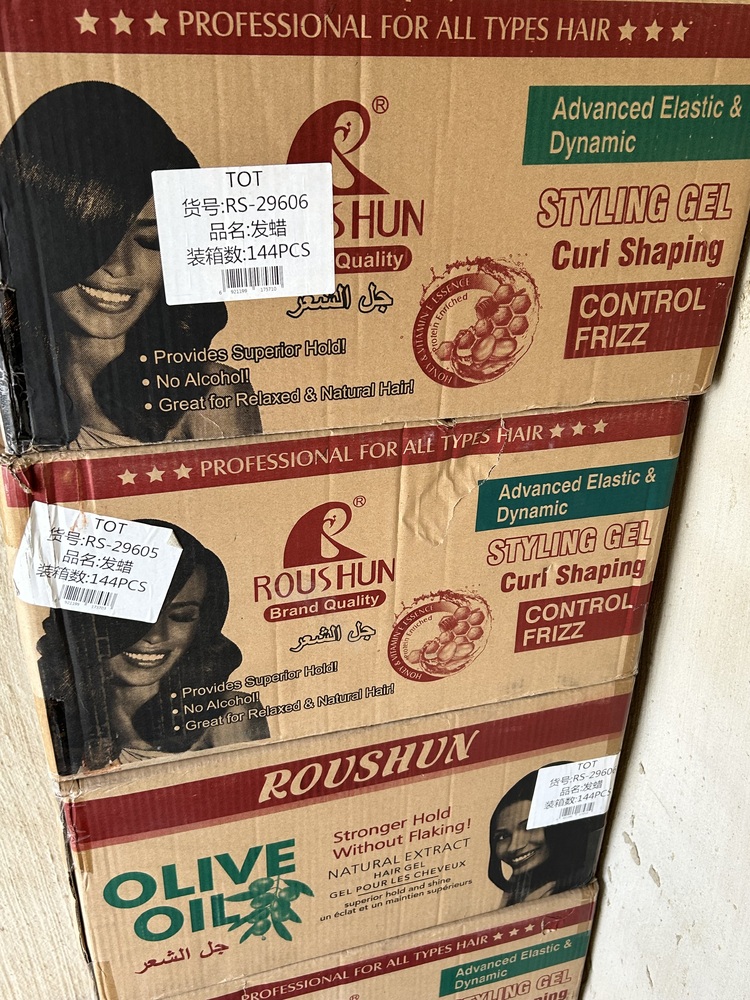 PROFESSIONAL FOR ALL TYPES HAIR
Advanced Elastic &
Dynamic
TOT
货号:RS-29606
品名:发蜡
装箱数:144PCS
®
SHUN
Quality
جل الشعر
STYLING GEL
Curl Shaping
CONTROL
FRIZZ
HONEY & VITAMIN E ESSENCE
Protein Enriched
• Provides Superior Hold!
• No Alcohol!
• Great for Relaxed & Natural Hair!
PROFESSIONAL FOR ALL TYPES HAIR
Advanced Elastic &
Dynamic
TOT
货号:RS-29605
品名:发蜡
装箱数:144PCS
®
ROUSHUN
Brand Quality
جل الشعر
STYLING GEL
Curl Shaping
CONTROL
FRIZZ
HONEY & VITAMIN E ESSENCE
Protein Enriched
• Provides Superior Hold!
• No Alcohol!
• Great for Relaxed & Natural Hair!
ROUSHUN
TOT
货号:RS-2960
品名:发蜡
装箱数:144PCS
OLIVE
OIL
جل الشعر
Stronger Hold
Without Flaking!
NATURAL EXTRACT
HAIR GEL
GEL POUR LES CHEVEUX
superior hold and shine
un éclat et un maintien supérieurs
PROFESSIONAL FOR ALL TYPES HAIR
Advanced Elastic &
Dynamic
STYLING GEL